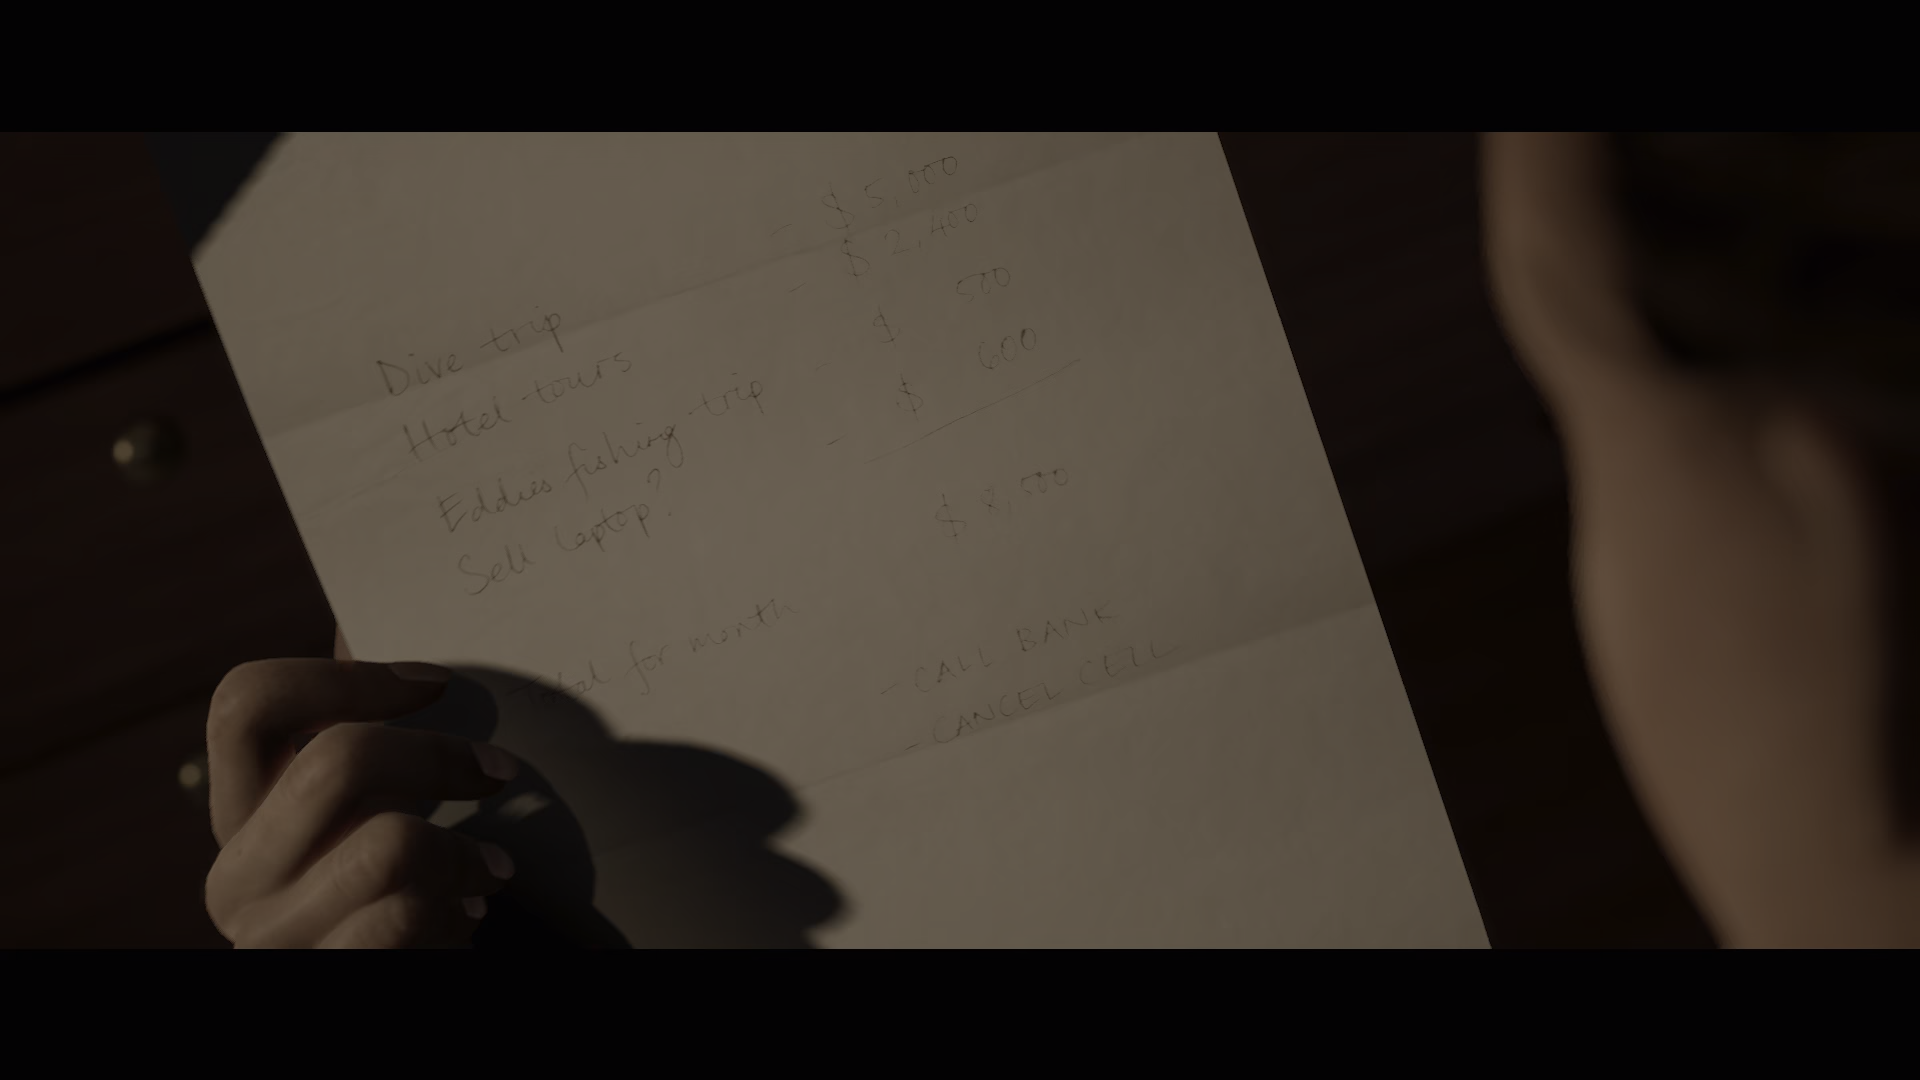 Dive trip - $ 5,000
Hotel tours - $ 2,400
Eddies fishing trip - $ 500
Sell laptop? - $ 600
$ 8,500
Total for month
- CALL BANK
- CANCEL CELL